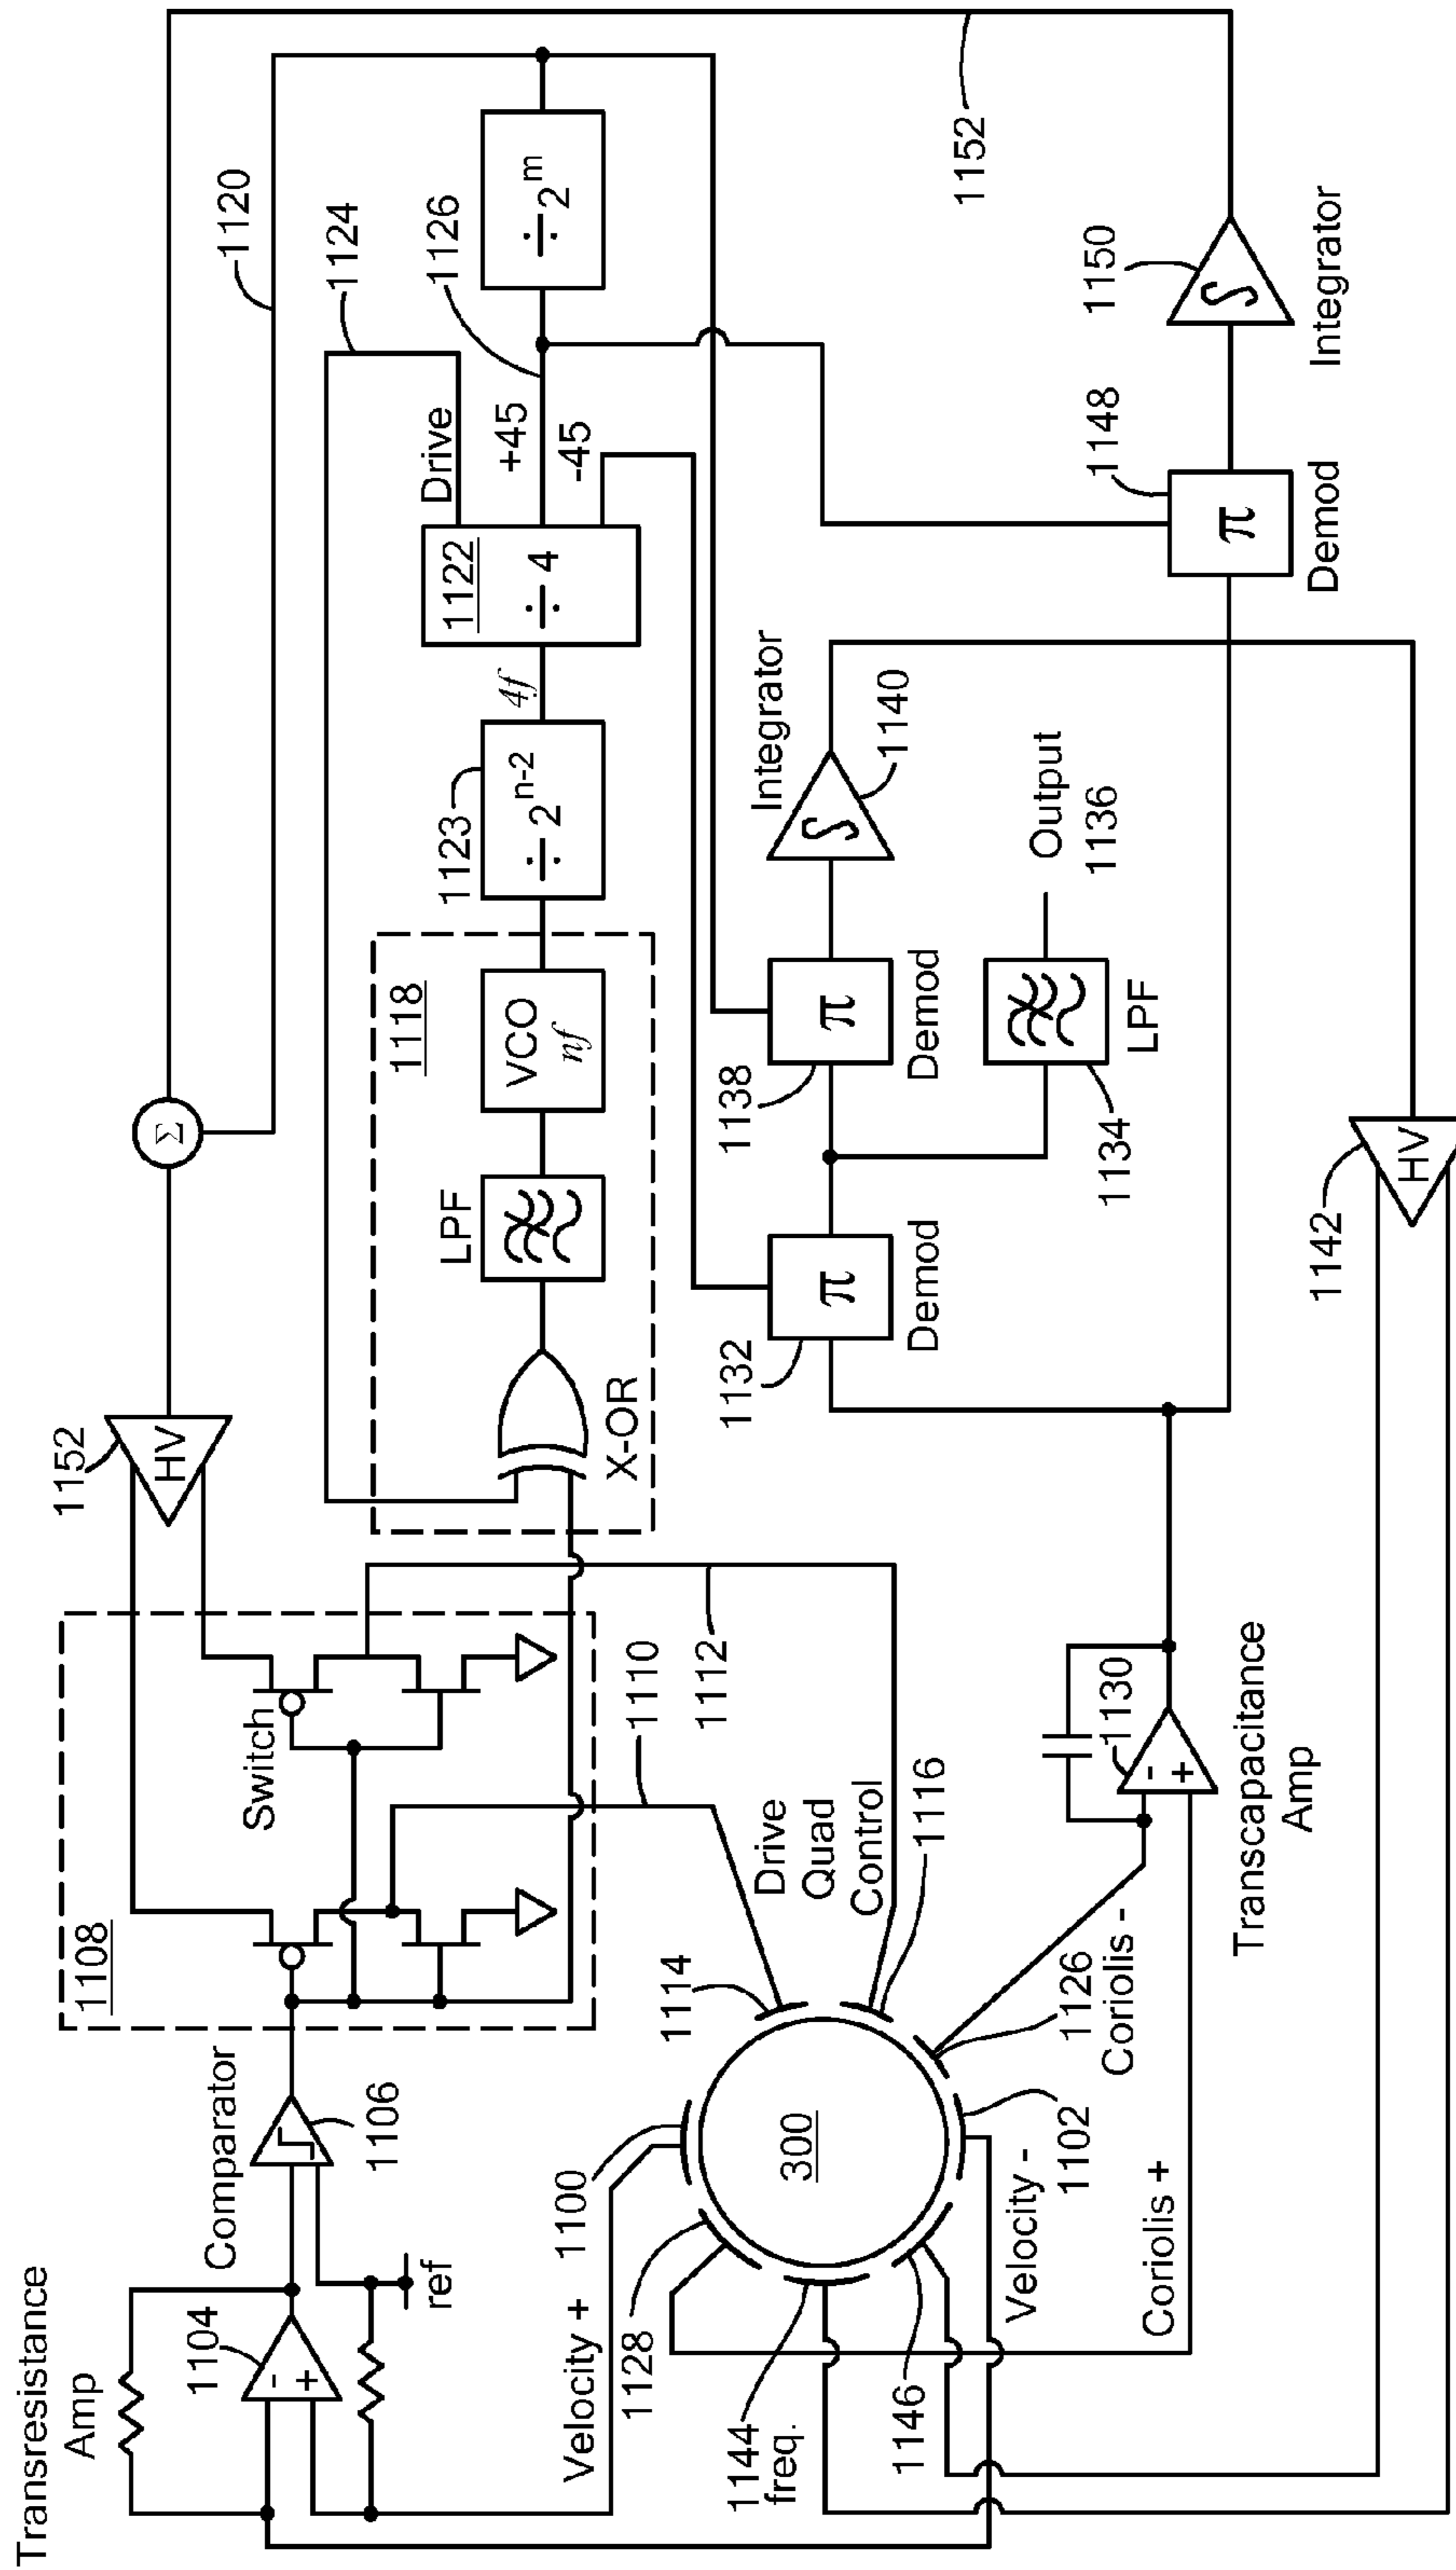 Transresistance
Amp
1104
-
+
ref
Comparator
1106
1108
Switch
1152
HV
Σ
1120
1124
1126
1118
X-OR
LPF
VCO
nf
1123
÷ 2^(n-2)
4f
1122
÷ 4
Drive
+45
-45
÷ 2^m
1110
1112
Velocity +
1100
1128
1114
Drive
Quad
Control
1116
300
1144
freq.
1146
Velocity -
1102
1126
Coriolis -
Coriolis +
1130
-
+
Transcapacitance
Amp
1132
π
Demod
1138
π
Demod
1134
LPF
Output
1136
Integrator
∫
1140
1142
HV
1148
π
Demod
1150
∫
Integrator
1152